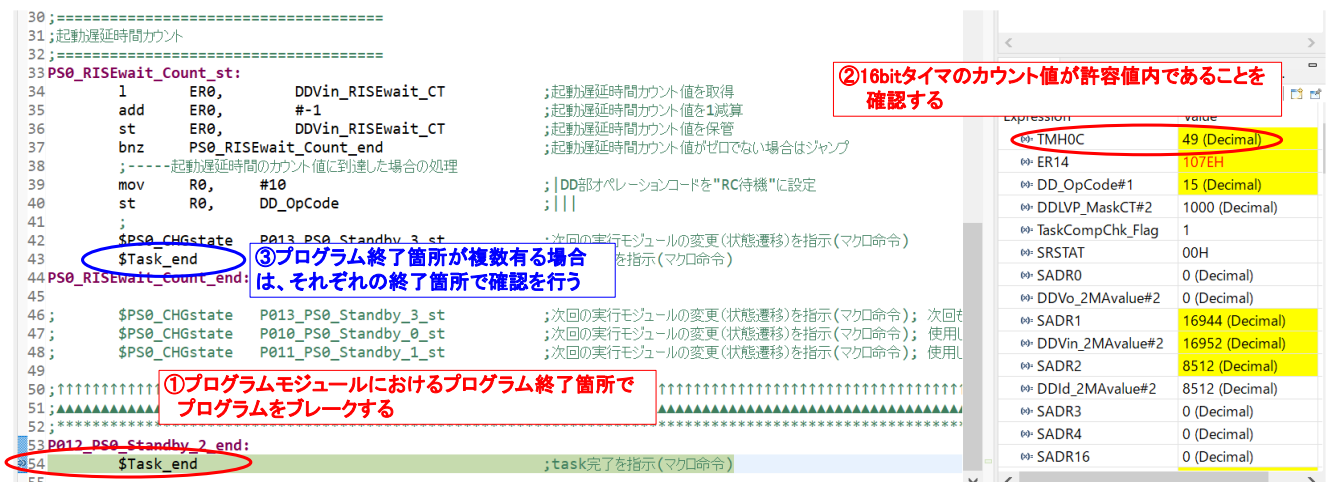 30 ;=====================================
31 ;起動遅延時間カウント
32 ;=====================================
33 PS0_RISEwait_Count_st:
34 l ER0, DDVin_RISEwait_CT ;起動遅延時間カウント値を取得
35 add ER0, #-1 ;起動遅延時間カウント値を1減算
36 st ER0, DDVin_RISEwait_CT ;起動遅延時間カウント値を保管
37 bnz PS0_RISEwait_Count_end ;起動遅延時間カウント値がゼロでない場合はジャンプ
38 ;-----起動遅延時間のカウント値に到達した場合の処理
39 mov R0, #10 ;|DD部オペレーションコードを"RC待機"に設定
40 st R0, DD_OpCode ;|||
41 ;
42 $PS0_CHGstate P013_PS0_Standby_3_st ;次回の実行モジュールの変更(状態遷移)を指示(マクロ命令)
43 $Task_end を指示(マクロ命令)
44 PS0_RISEwait_Count_end:
45
46 ; $PS0_CHGstate P013_PS0_Standby_3_st ;次回の実行モジュールの変更(状態遷移)を指示(マクロ命令); 次回も
47 ; $PS0_CHGstate P010_PS0_Standby_0_st ;次回の実行モジュールの変更(状態遷移)を指示(マクロ命令); 使用し
48 ; $PS0_CHGstate P011_PS0_Standby_1_st ;次回の実行モジュールの変更(状態遷移)を指示(マクロ命令); 使用し
49
50 ;↑↑↑↑↑↑↑↑↑↑↑↑ ↑↑↑↑↑↑↑↑↑↑↑↑↑↑↑↑↑↑↑↑↑↑↑↑↑↑↑↑↑↑↑↑↑↑↑↑
51 ;▲▲▲▲▲▲▲▲▲▲▲▲ ▲▲▲▲▲▲▲▲▲▲▲▲▲▲▲▲▲▲▲▲▲▲▲▲▲▲▲▲▲▲▲▲▲▲▲▲
52 ;************************************************************
53 P012_PS0_Standby_2_end:
54 $Task_end ;task完了を指示(マクロ命令)
55
①プログラムモジュールにおけるプログラム終了箇所で
プログラムをブレークする
②16bitタイマのカウント値が許容値内であることを
確認する
③プログラム終了箇所が複数有る場合
は、それぞれの終了箇所で確認を行う
Expression Value
TMH0C 49 (Decimal)
ER14 107EH
DD_OpCode#1 15 (Decimal)
DDLVP_MaskCT#2 1000 (Decimal)
TaskCompChk_Flag 1
SRSTAT 00H
SADR0 0 (Decimal)
DDVo_2MAvalue#2 0 (Decimal)
SADR1 16944 (Decimal)
DDVin_2MAvalue#2 16952 (Decimal)
SADR2 8512 (Decimal)
DDId_2MAvalue#2 8512 (Decimal)
SADR3 0 (Decimal)
SADR4 0 (Decimal)
SADR16 0 (Decimal)